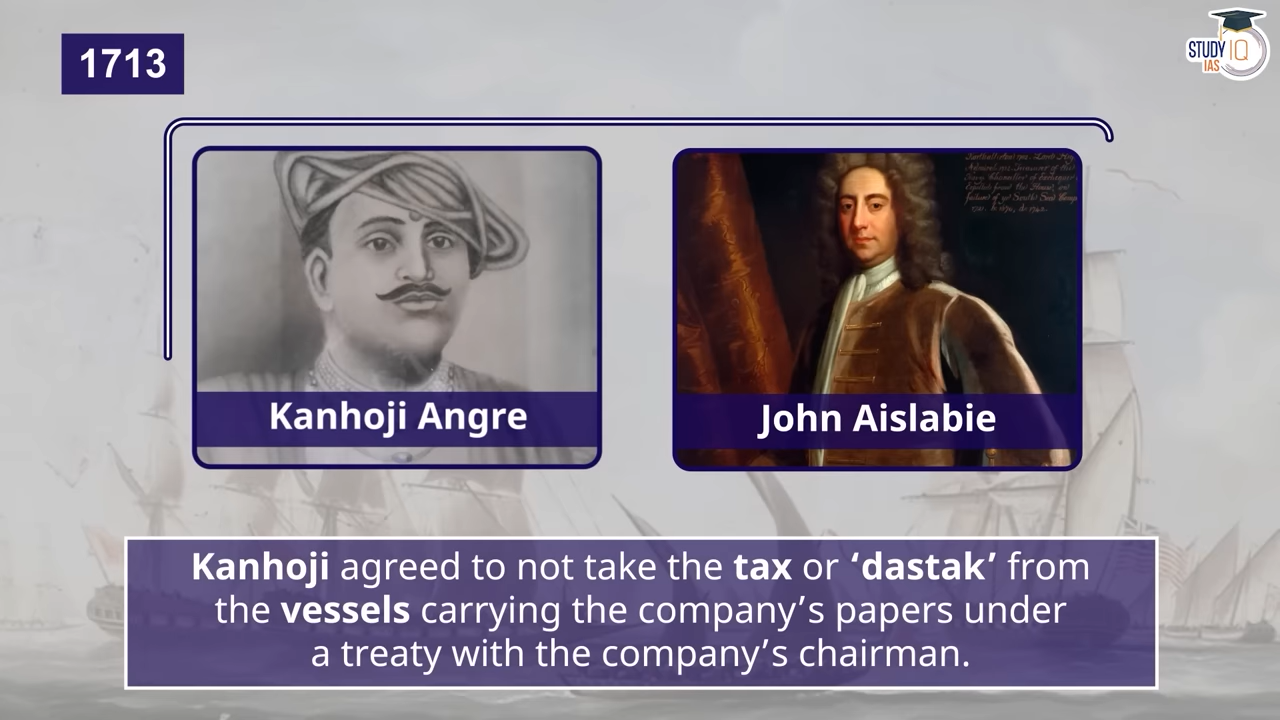 1713
STUDY IQ
IAS
Kanhoji Angre
John Aislabie
Kanhoji agreed to not take the tax or ‘dastak’ from
the vessels carrying the company’s papers under
a treaty with the company’s chairman.